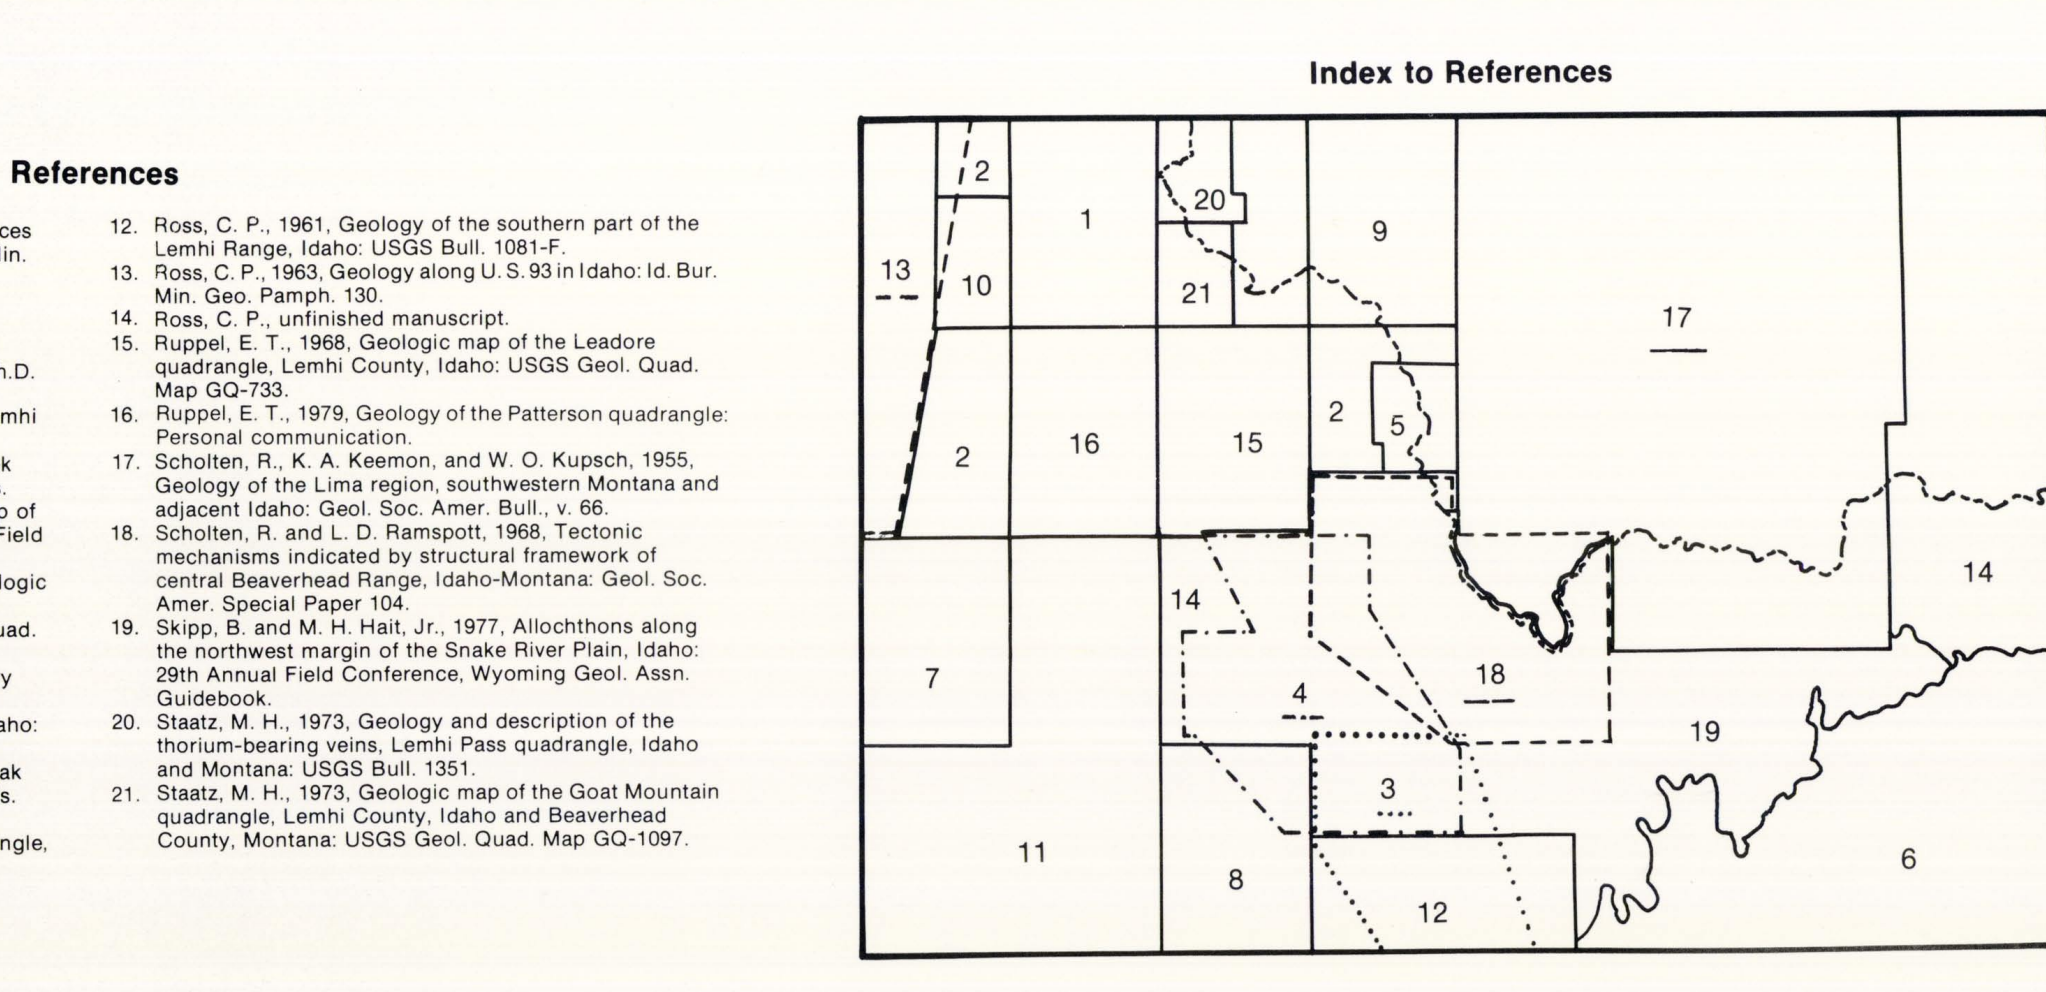 Index to References
References
ces
lin.
n.D.
mhi
k
s.
p of
Field
logic
uad.
y
aho:
ak
s.
ngle,
12. Ross, C. P., 1961, Geology of the southern part of the
Lemhi Range, Idaho: USGS Bull. 1081-F.
13. Ross, C. P., 1963, Geology along U.S. 93 in Idaho: Id. Bur.
Min. Geo. Pamph. 130.
14. Ross, C. P., unfinished manuscript.
15. Ruppel, E. T., 1968, Geologic map of the Leadore
quadrangle, Lemhi County, Idaho: USGS Geol. Quad.
Map GQ-733.
16. Ruppel, E. T., 1979, Geology of the Patterson quadrangle:
Personal communication.
17. Scholten, R., K. A. Keemon, and W. O. Kupsch, 1955,
Geology of the Lima region, southwestern Montana and
adjacent Idaho: Geol. Soc. Amer. Bull., v. 66.
18. Scholten, R. and L. D. Ramspott, 1968, Tectonic
mechanisms indicated by structural framework of
central Beaverhead Range, Idaho-Montana: Geol. Soc.
Amer. Special Paper 104.
19. Skipp, B. and M. H. Hait, Jr., 1977, Allochthons along
the northwest margin of the Snake River Plain, Idaho:
29th Annual Field Conference, Wyoming Geol. Assn.
Guidebook.
20. Staatz, M. H., 1973, Geology and description of the
thorium-bearing veins, Lemhi Pass quadrangle, Idaho
and Montana: USGS Bull. 1351.
21. Staatz, M. H., 1973, Geologic map of the Goat Mountain
quadrangle, Lemhi County, Idaho and Beaverhead
County, Montana: USGS Geol. Quad. Map GQ-1097.
2
20
1
9
13
10
21
17
2
5
2
16
15
14
14
7
18
4
19
3
11
8
6
12